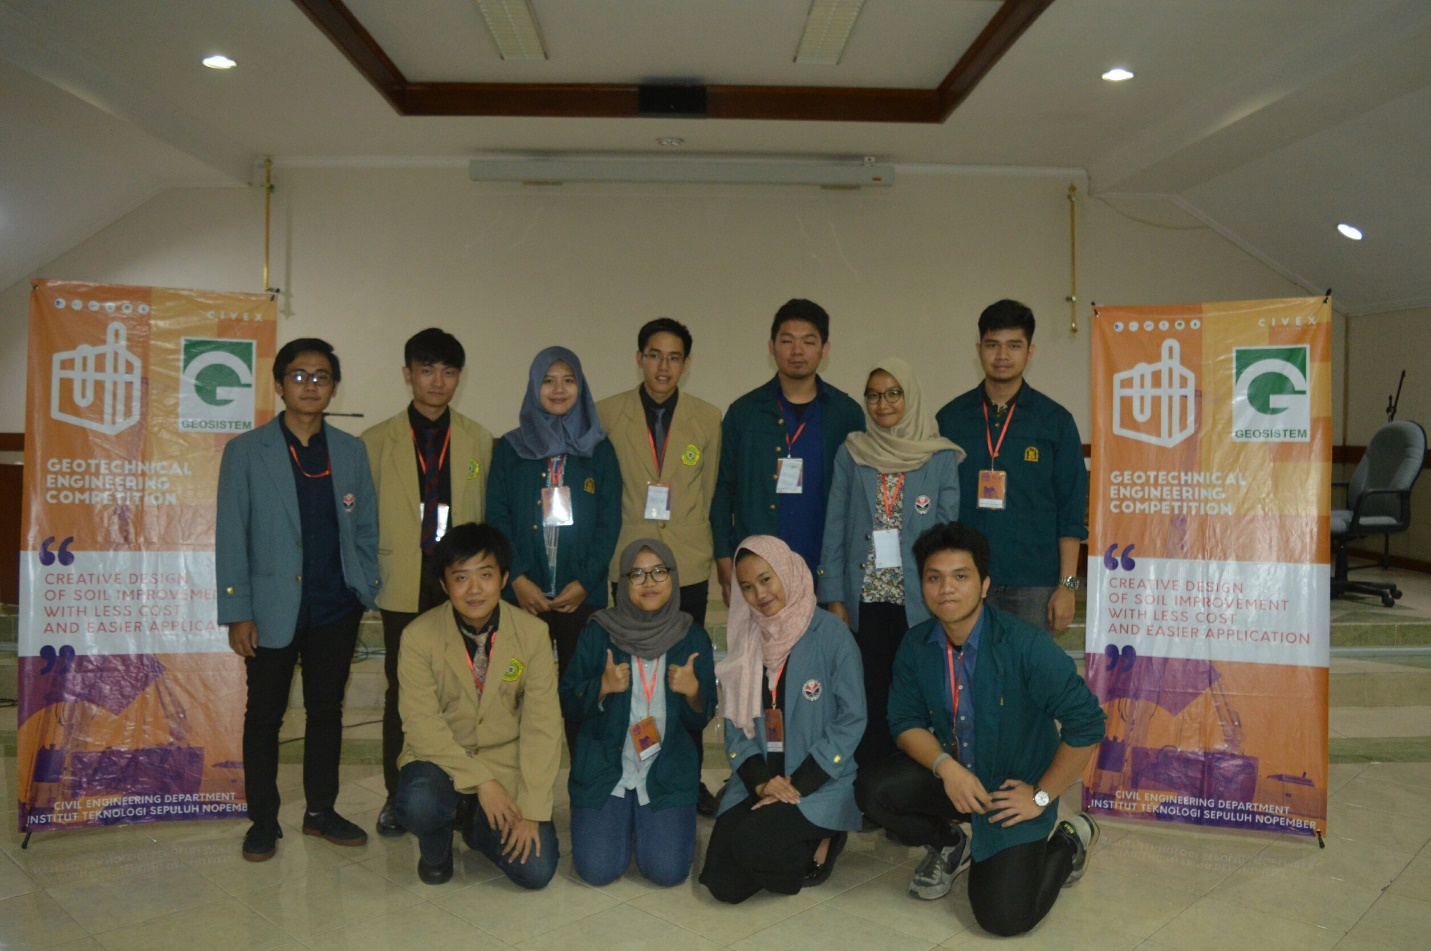 CIVEX
GEOSISTEM
GEOTECHNICAL
ENGINEERING
COMPETITION
CREATIVE DESIGN
OF SOIL IMPROVEMENT
WITH LESS COST
AND EASIER APPLICAT
CIVIL ENGINEERING DEPARTMENT
INSTITUT TEKNOLOGI SEPULUH NOPEMBER
CIVEX
GEOSISTEM
GEOTECHNICAL
ENGINEERING
COMPETITION
CREATIVE DESIGN
OF SOIL IMPROVEMENT
WITH LESS COST
AND EASIER APPLICATION
CIVIL ENGINEERING DEPARTMENT
INSTITUT TEKNOLOGI SEPULUH NOPEMBER